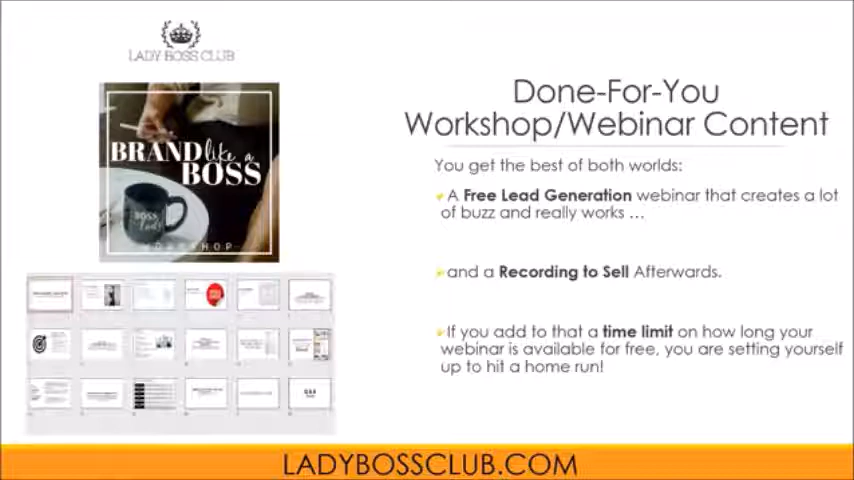 LADY BOSS CLUB
BRAND like a
BOSS
BOSS
Lady
WORKSHOP
Done-For-You
Workshop/Webinar Content
You get the best of both worlds:
A Free Lead Generation webinar that creates a lot
of buzz and really works …
and a Recording to Sell Afterwards.
If you add to that a time limit on how long your
webinar is available for free, you are setting yourself
up to hit a home run!
LADYBOSSCLUB.COM